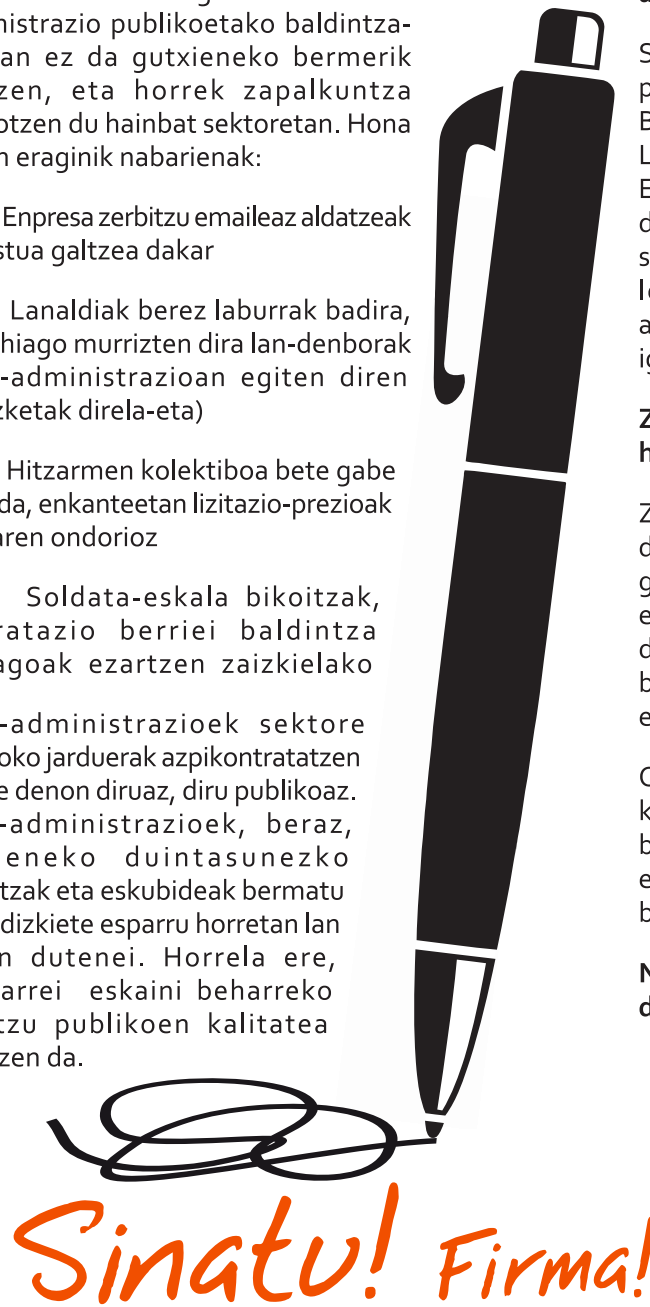 nistrazio publikoetako baldintza-
an ez da gutxieneko bermerik
zen, eta horrek zapalkuntza
otzen du hainbat sektoretan. Hona
n eraginik nabarienak:
Enpresa zerbitzu emaileaz aldatzeak
stua galtzea dakar
Lanaldiak berez laburrak badira,
hiago murrizten dira lan-denborak
-administrazioan egiten diren
zketak direla-eta)
Hitzarmen kolektiboa bete gabe
da, enkanteetan lizitazio-prezioak
aren ondorioz
Soldata-eskala bikoitzak,
ratazio berriei baldintza
agoak ezartzen zaizkielako
-administrazioek sektore
oko jarduerak azpikontratatzen
e denon diruaz, diru publikoaz.
-administrazioek, beraz,
eneko duintasunezko
tzak eta eskubideak bermatu
dizkiete esparru horretan lan
n dutenei. Horrela ere,
arrei eskaini beharreko
tzu publikoen kalitatea
zen da.
Sinatu! Firma!